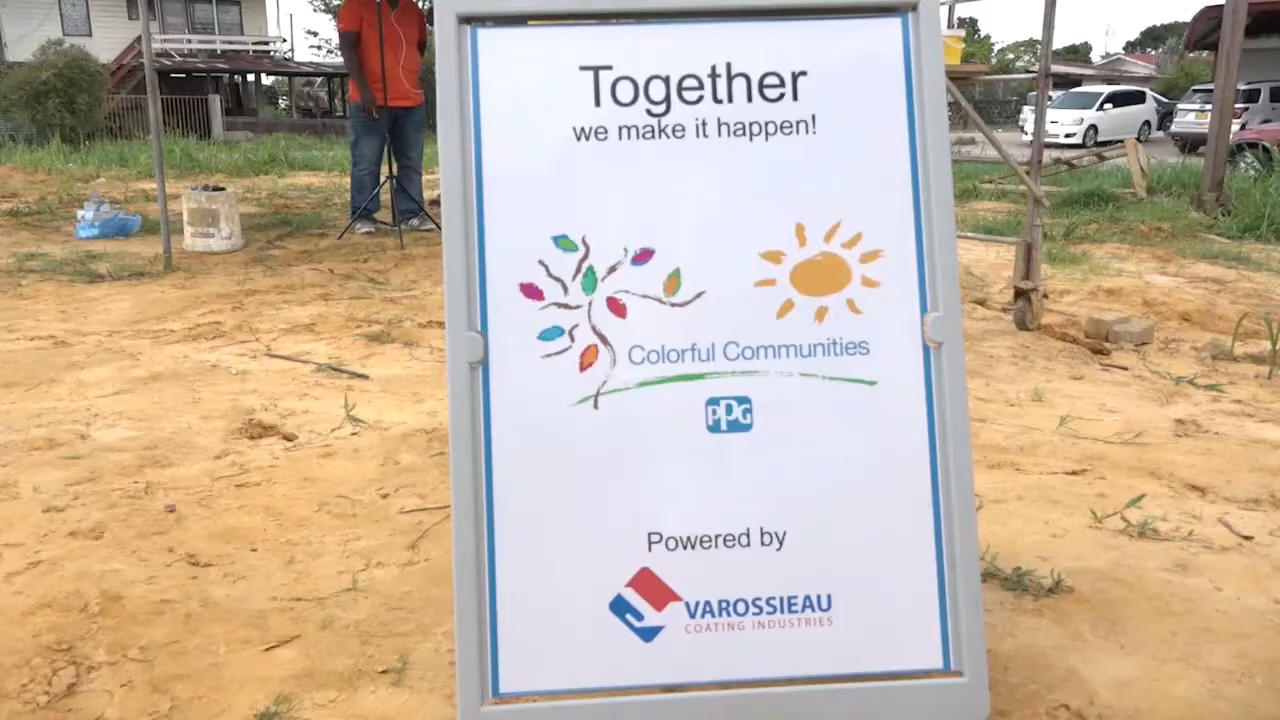 Together
we make it happen!
Colorful Communities
PPG
Powered by
VAROSSIEAU
COATING INDUSTRIES